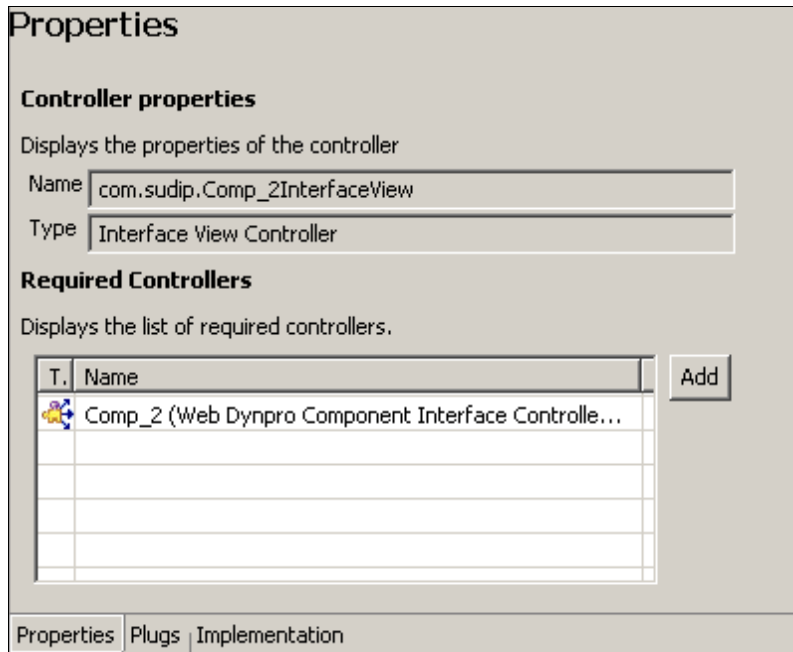 Properties
Controller properties
Displays the properties of the controller
Name com.sudip.Comp_2InterfaceView
Type Interface View Controller
Required Controllers
Displays the list of required controllers.
T. Name Add
Comp_2 (Web Dynpro Component Interface Controlle...
Properties Plugs Implementation